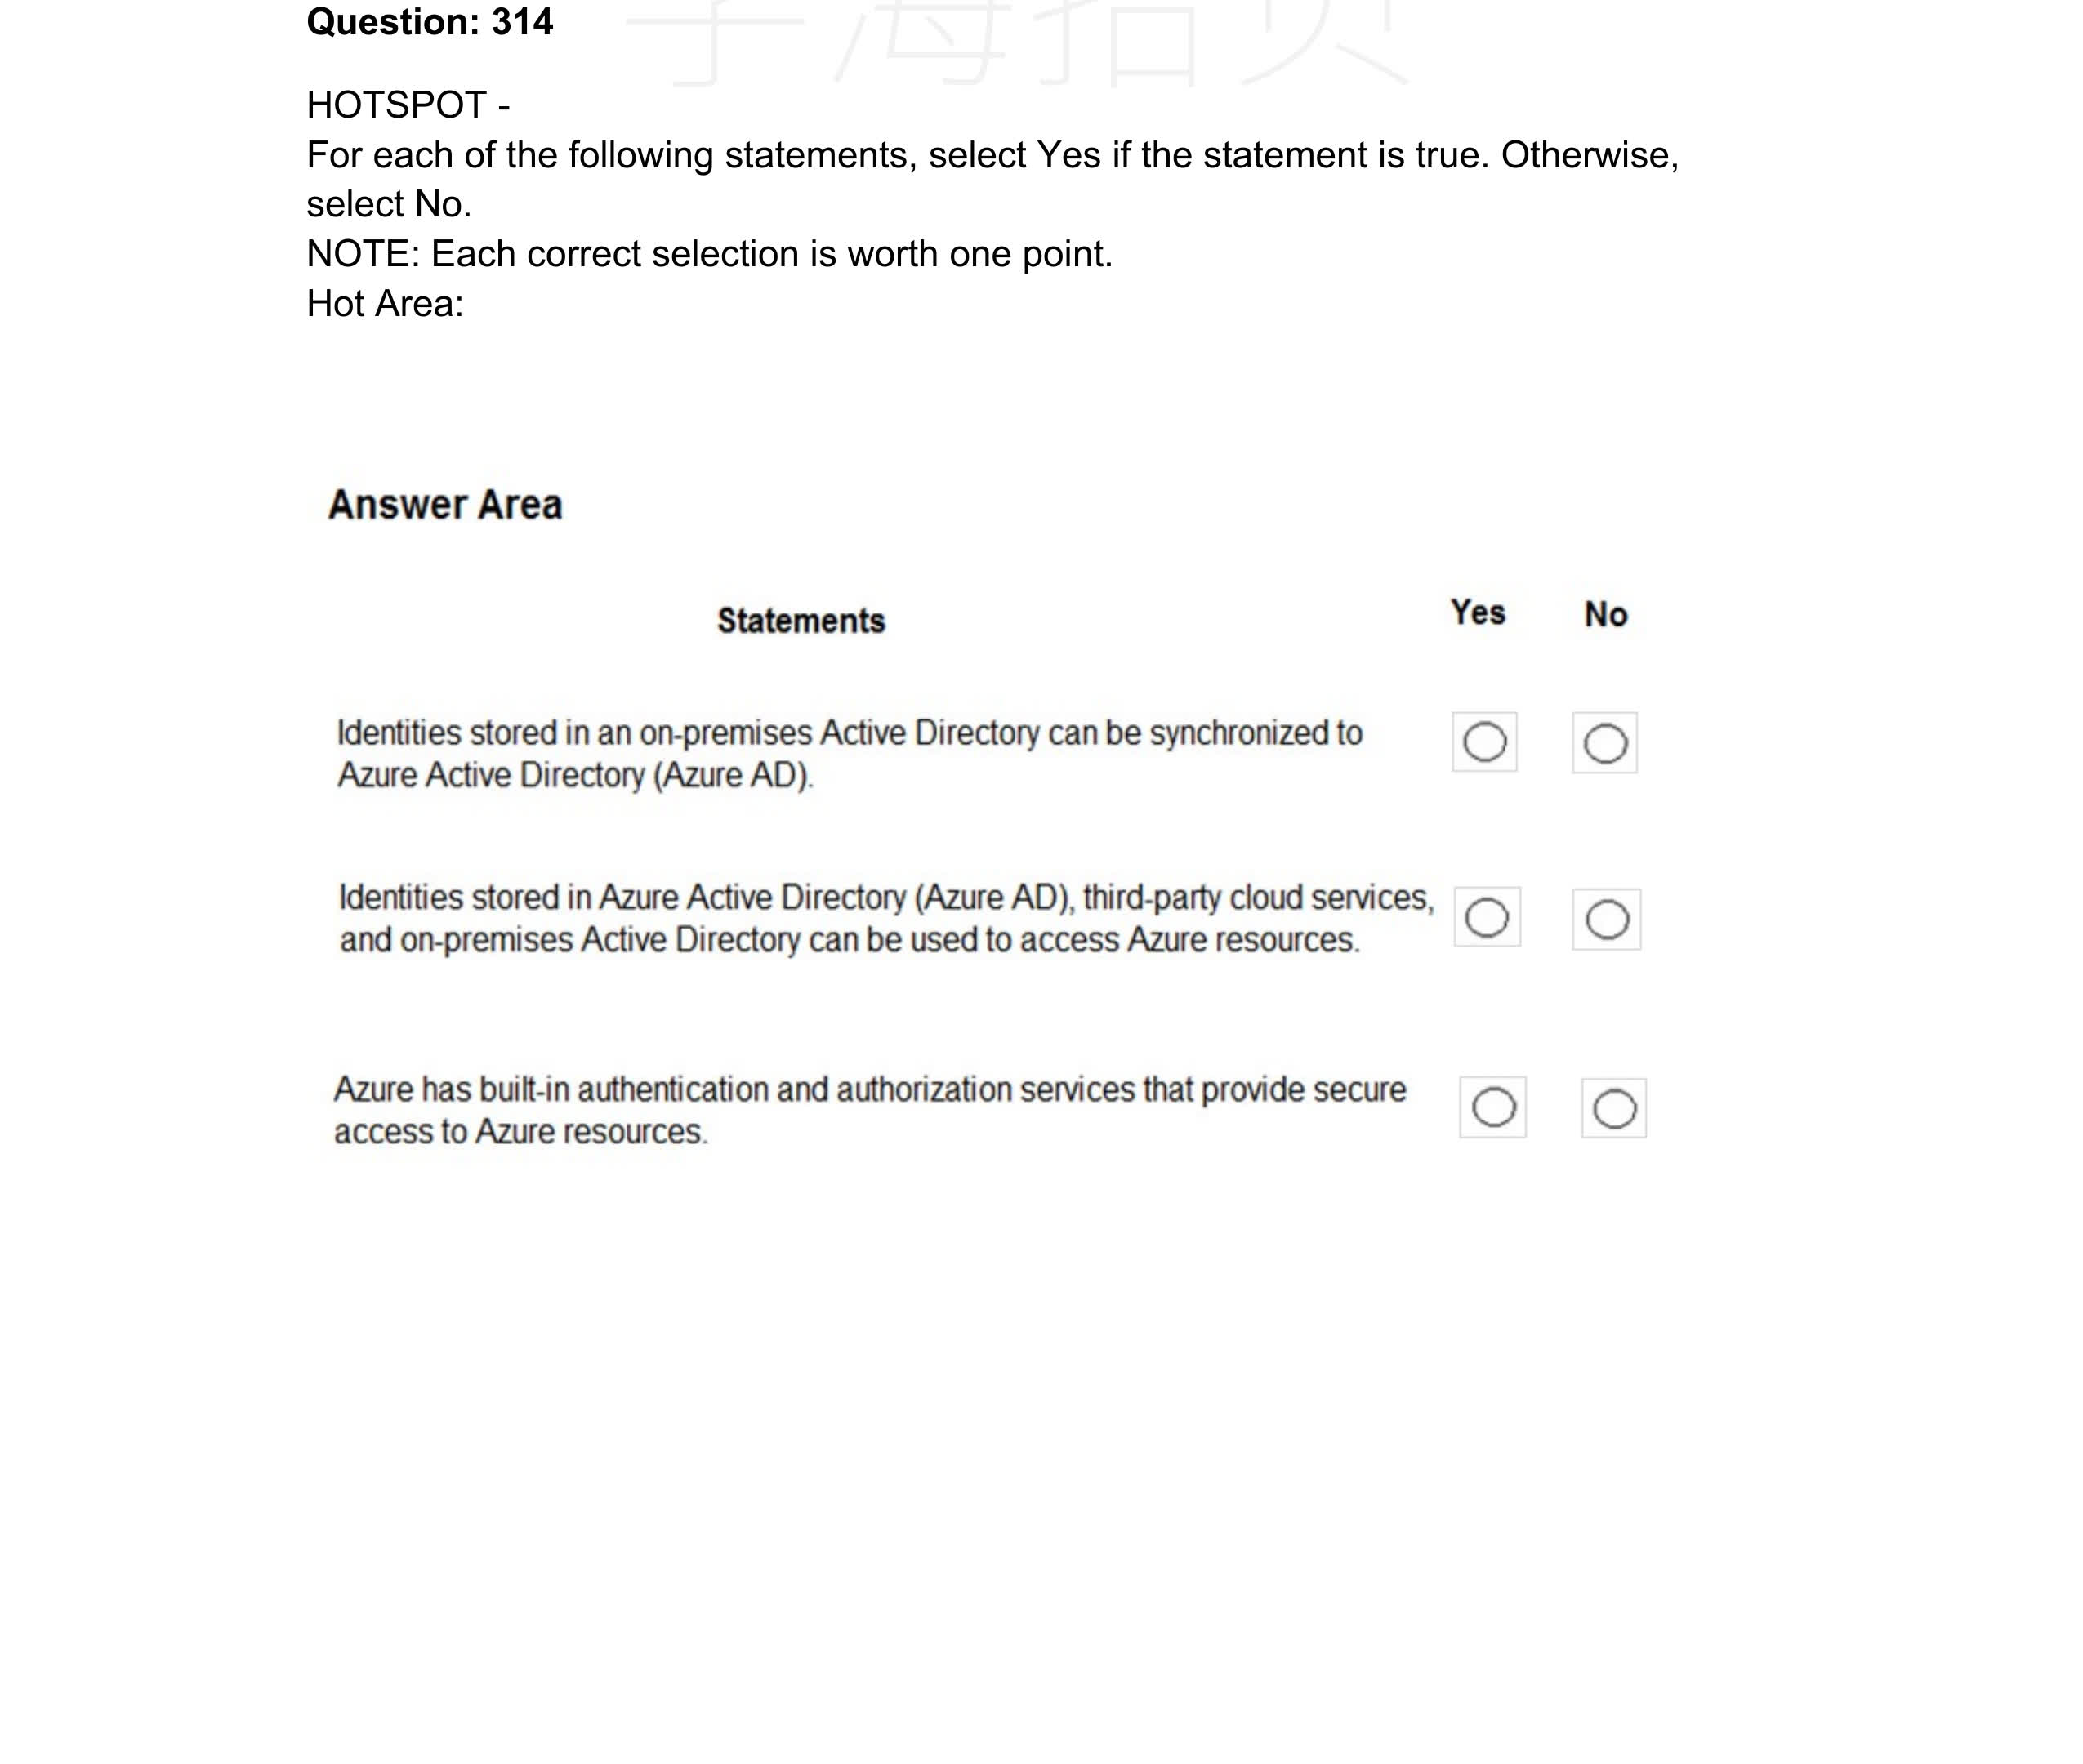 Question: 314
HOTSPOT -
For each of the following statements, select Yes if the statement is true. Otherwise,
select No.
NOTE: Each correct selection is worth one point.
Hot Area:
Answer Area
Statements Yes No
Identities stored in an on-premises Active Directory can be synchronized to
Azure Active Directory (Azure AD).
Identities stored in Azure Active Directory (Azure AD), third-party cloud services,
and on-premises Active Directory can be used to access Azure resources.
Azure has built-in authentication and authorization services that provide secure
access to Azure resources.